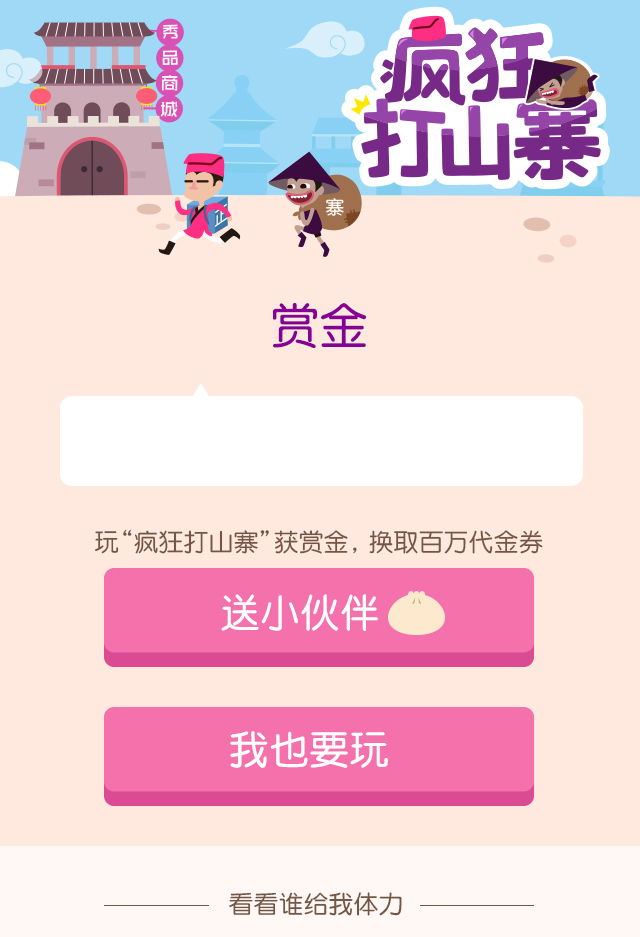 秀品商城
疯狂
打山寨
正
寨
赏金
玩“疯狂打山寨”获赏金，换取百万代金券
送小伙伴
我也要玩
看看谁给我体力